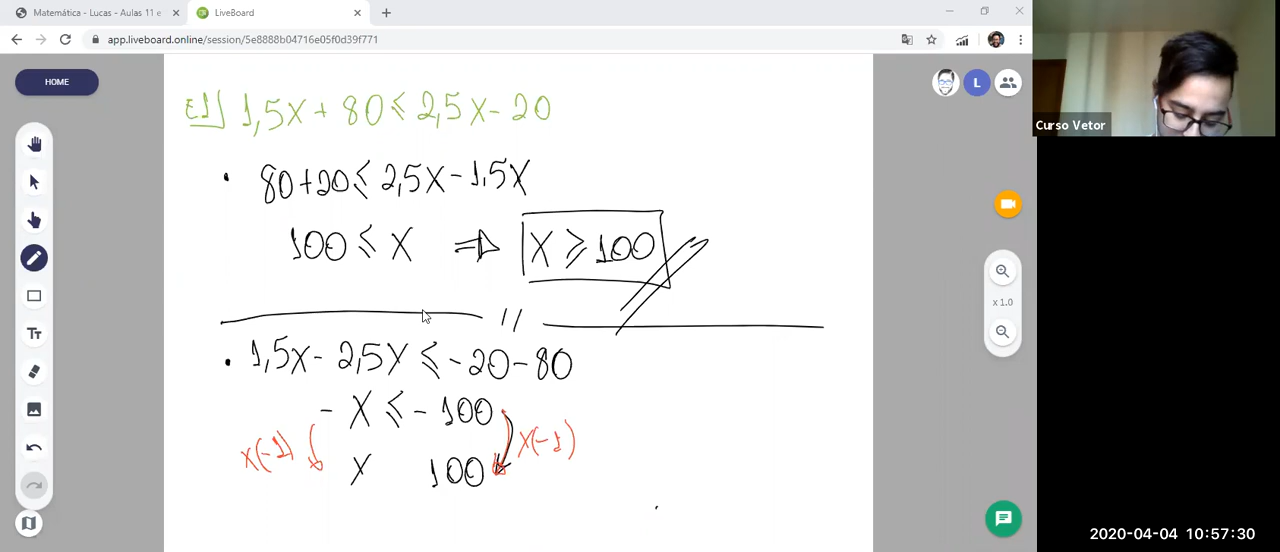 Matemática - Lucas - Aulas 11 e
LiveBoard
app.liveboard.online/session/5e8888b04716e05f0d39f771
HOME
L
Curso Vetor
E1) 1,5x + 80 ≤ 2,5x - 20
• 80+20 ≤ 2,5x - 1,5x
100 ≤ x ⇒ x ≥ 100
//
• 1,5x - 2,5x ≤ -20 - 80
- x ≤ - 100
x(-1) x(-1)
x 100
Tт
x 1.0
2020-04-04 10:57:30